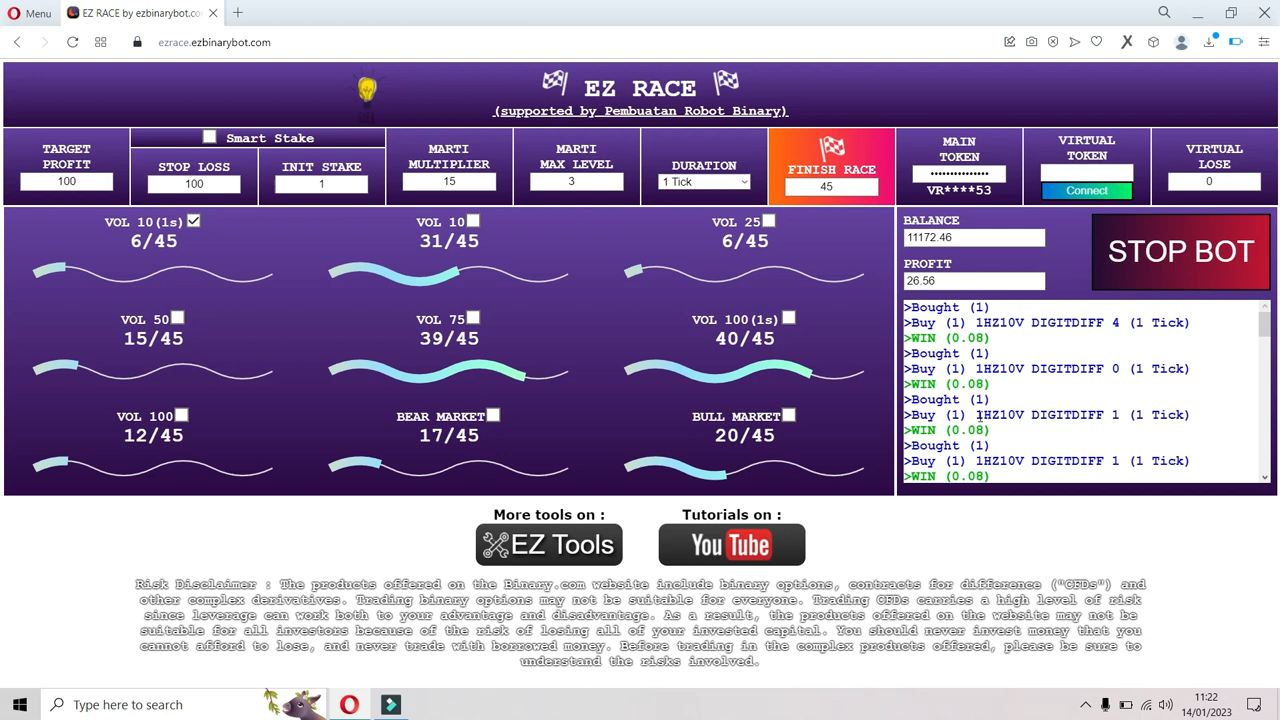 Menu
EZ RACE by ezbinarybot.co
ezrace.ezbinarybot.com
EZ RACE
(supported by Pembuatan Robot Binary)
TARGET
PROFIT
100
Smart Stake
STOP LOSS
100
INIT STAKE
1
MARTI
MULTIPLIER
15
MARTI
MAX LEVEL
3
DURATION
1 Tick
FINISH RACE
45
MAIN
TOKEN
•••••••••••••••
VR****53
VIRTUAL
TOKEN
Connect
VIRTUAL
LOSE
0
VOL 10(1s)
6/45
VOL 10
31/45
VOL 25
6/45
VOL 50
15/45
VOL 75
39/45
VOL 100(1s)
40/45
VOL 100
12/45
BEAR MARKET
17/45
BULL MARKET
20/45
BALANCE
11172.46
PROFIT
26.56
STOP BOT
>Bought (1)
>Buy (1) 1HZ10V DIGITDIFF 4 (1 Tick)
>WIN (0.08)
>Bought (1)
>Buy (1) 1HZ10V DIGITDIFF 0 (1 Tick)
>WIN (0.08)
>Bought (1)
>Buy (1) 1HZ10V DIGITDIFF 1 (1 Tick)
>WIN (0.08)
>Bought (1)
>Buy (1) 1HZ10V DIGITDIFF 1 (1 Tick)
>WIN (0.08)
More tools on :
EZ Tools
Tutorials on :
YouTube
Risk Disclaimer : The products offered on the Binary.com website include binary options, contracts for difference ("CFDs") and
other complex derivatives. Trading binary options may not be suitable for everyone. Trading CFDs carries a high level of risk
since leverage can work both to your advantage and disadvantage. As a result, the products offered on the website may not be
suitable for all investors because of the risk of losing all of your invested capital. You should never invest money that you
cannot afford to lose, and never trade with borrowed money. Before trading in the complex products offered, please be sure to
understand the risks involved.
Type here to search
11:22
14/01/2023